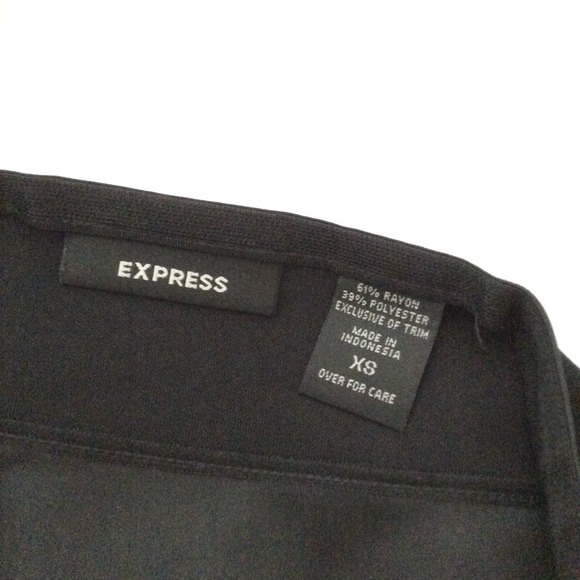 EXPRESS
61% RAYON
39% POLYESTER
EXCLUSIVE OF TRIM
MADE IN
INDONESIA
XS
OVER FOR CARE